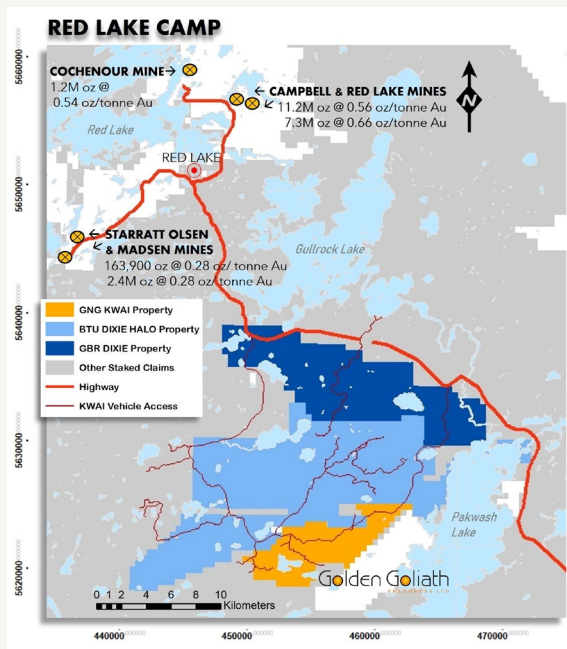 RED LAKE CAMP
COCHENOUR MINE
1.2M oz @
0.54 oz/tonne Au
CAMPBELL & RED LAKE MINES
11.2M oz @ 0.56 oz/tonne Au
7.3M oz @ 0.66 oz/tonne Au
N
Red Lake
RED LAKE
STARRATT OLSEN
& MADSEN MINES
163,900 oz @ 0.28 oz/ tonne Au
2.4M oz @ 0.28 oz/ tonne Au
Gullrock Lake
GNG KWAI Property
BTU DIXIE HALO Property
GBR DIXIE Property
Other Staked Claims
Highway
KWAI Vehicle Access
Pakwash
Lake
Golden Goliath
RESOURCES LTD
0 2 4 6 8 10
Kilometers
5660000
5650000
5640000
5630000
5620000
440000 450000 460000 470000